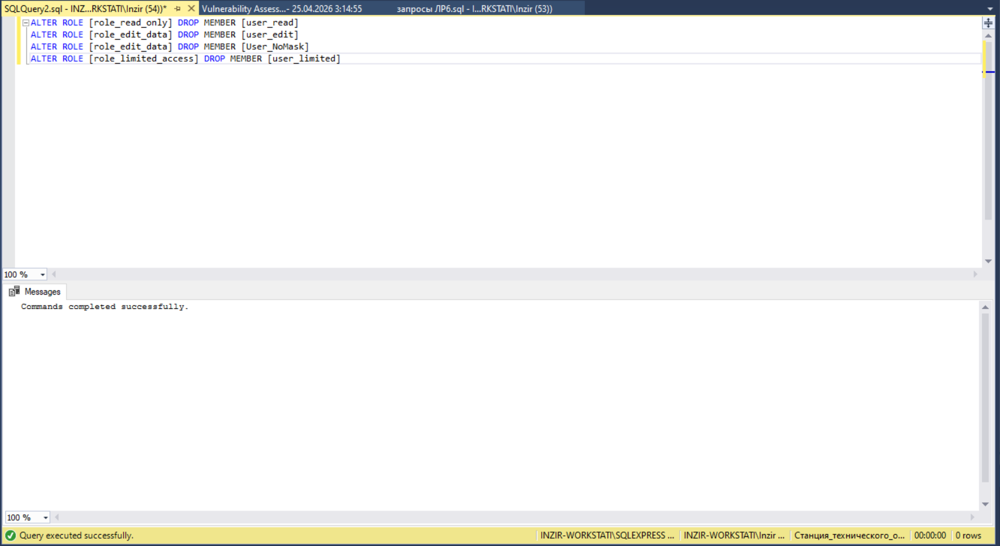 SQLQuery2.sql - INZ...RKSTATI\Inzir (54))* Vulnerability Assess...- 25.04.2026 3:14:55 запросы ЛР6.sql - I...RKSTATI\Inzir (53))
ALTER ROLE [role_read_only] DROP MEMBER [user_read]
ALTER ROLE [role_edit_data] DROP MEMBER [user_edit]
ALTER ROLE [role_edit_data] DROP MEMBER [User_NoMask]
ALTER ROLE [role_limited_access] DROP MEMBER [user_limited]
100 %
Messages
Commands completed successfully.
100 %
Query executed successfully. INZIR-WORKSTATI\SQLEXPRESS ... INZIR-WORKSTATI\Inzir ... Станция_технического_о... 00:00:00 0 rows